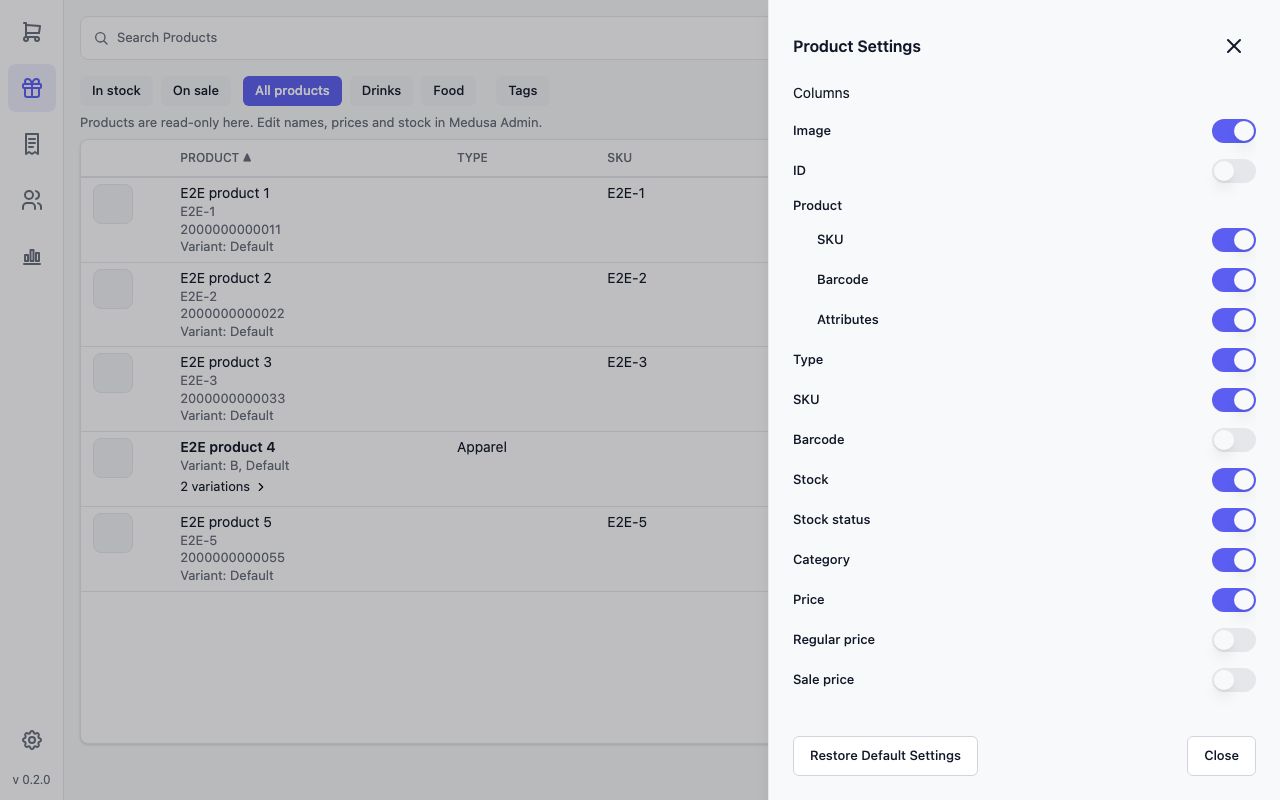 Search Products
In stock
On sale
All products
Drinks
Food
Tags
Products are read-only here. Edit names, prices and stock in Medusa Admin.
PRODUCT ▲
TYPE
SKU
E2E product 1
E2E-1
E2E-1
2000000000011
Variant: Default
E2E product 2
E2E-2
E2E-2
2000000000022
Variant: Default
E2E product 3
E2E-3
E2E-3
2000000000033
Variant: Default
E2E product 4
Apparel
Variant: B, Default
2 variations
E2E product 5
E2E-5
E2E-5
2000000000055
Variant: Default
v 0.2.0
Product Settings
Columns
Image
ID
Product
SKU
Barcode
Attributes
Type
SKU
Barcode
Stock
Stock status
Category
Price
Regular price
Sale price
Restore Default Settings
Close